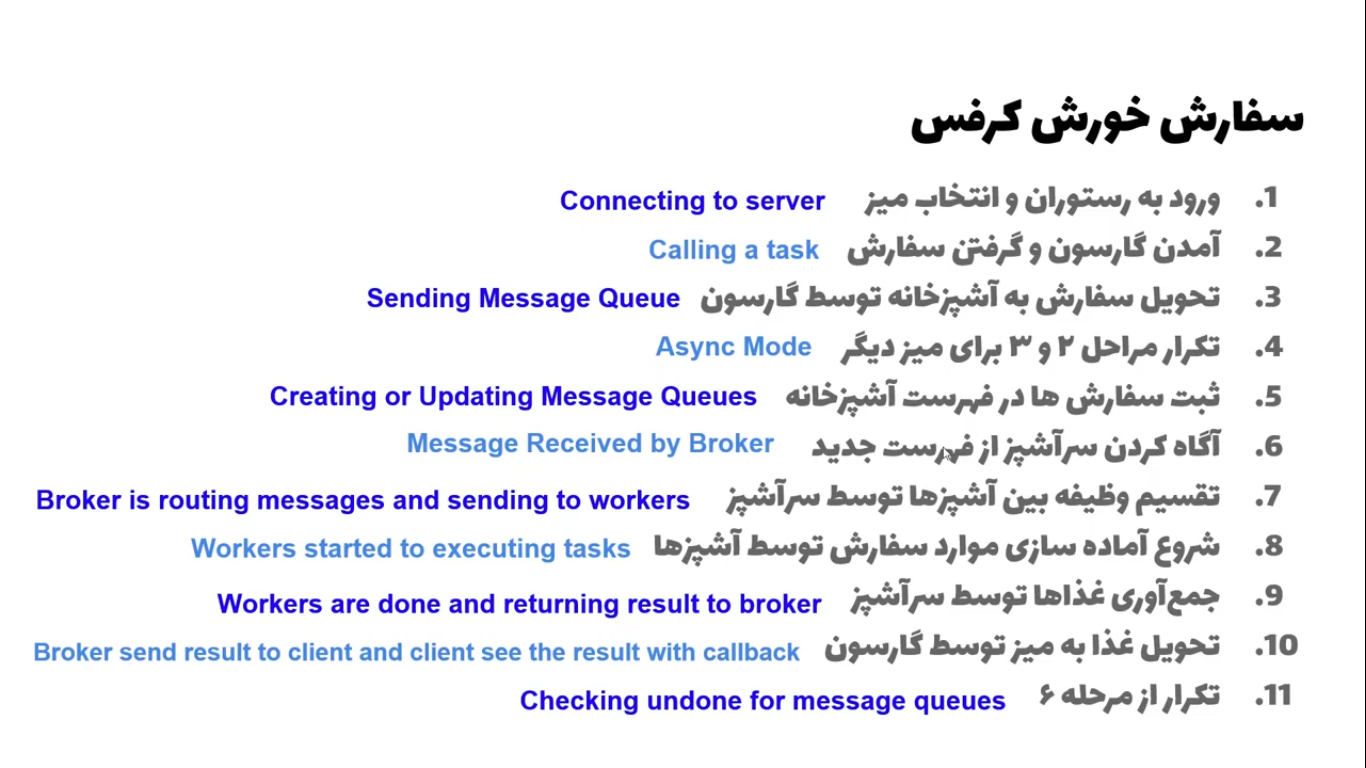 سفارش خورش کرفس
1. ورود به رستوران و انتخاب میز Connecting to server
2. آمدن گارسون و گرفتن سفارش Calling a task
3. تحویل سفارش به آشپزخانه توسط گارسون Sending Message Queue
4. تکرار مراحل ۲ و ۳ برای میز دیگر Async Mode
5. ثبت سفارش ها در فهرست آشپزخانه Creating or Updating Message Queues
6. آگاه کردن سرآشپز از فهرست جدید Message Received by Broker
7. تقسیم وظیفه بین آشپزها توسط سرآشپز Broker is routing messages and sending to workers
8. شروع آماده سازی موارد سفارش توسط آشپزها Workers started to executing tasks
9. جمع‌آوری غذاها توسط سرآشپز Workers are done and returning result to broker
10. تحویل غذا به میز توسط گارسون Broker send result to client and client see the result with callback
11. تکرار از مرحله ۶ Checking undone for message queues